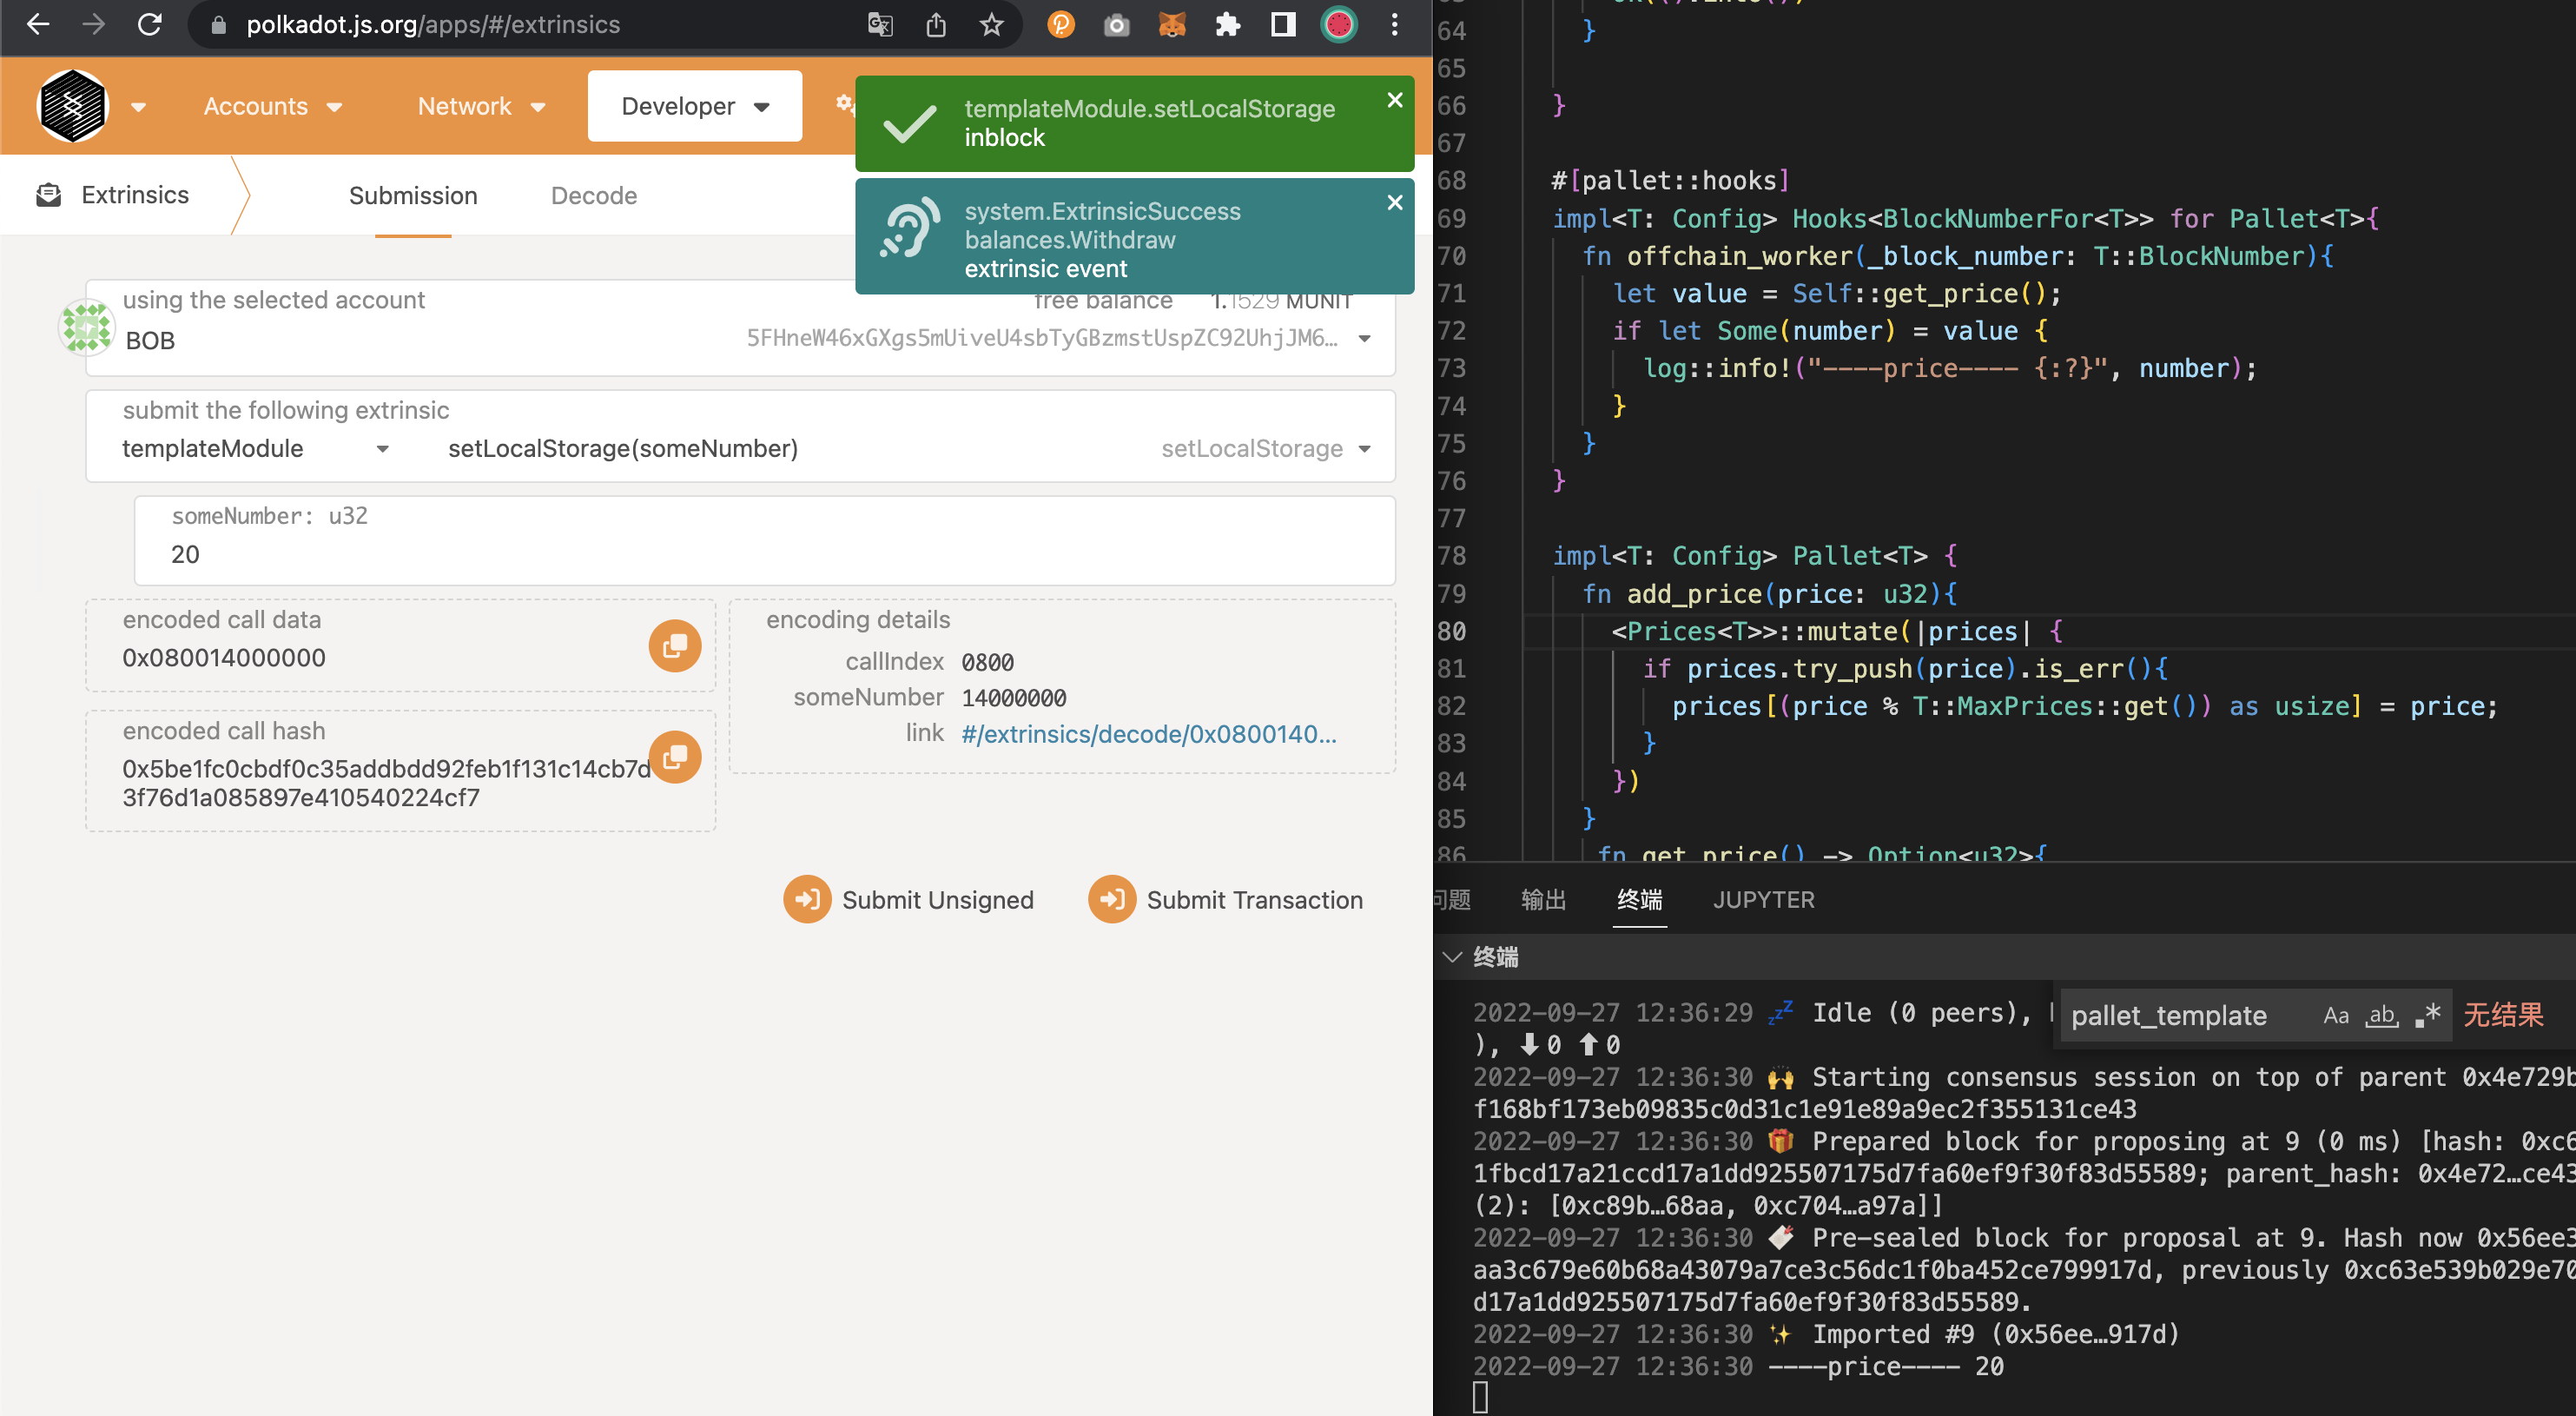 polkadot.js.org/apps/#/extrinsics
Accounts
Network
Developer
templateModule.setLocalStorage
inblock
system.ExtrinsicSuccess
balances.Withdraw
extrinsic event
Extrinsics
Submission
Decode
using the selected account
BOB
free balance 1.1529 MUNIT
5FHneW46xGXgs5mUiveU4sbTyGBzmstUspZC92UhjJM6…
submit the following extrinsic
templateModule
setLocalStorage(someNumber)
setLocalStorage
someNumber: u32
20
encoded call data
0x080014000000
encoded call hash
0x5be1fc0cbdf0c35addbdd92feb1f131c14cb7d
3f76d1a085897e410540224cf7
encoding details
callIndex 0800
someNumber 14000000
link #/extrinsics/decode/0x0800140...
Submit Unsigned
Submit Transaction
64 }
65
66 }
67
68 #[pallet::hooks]
69 impl<T: Config> Hooks<BlockNumberFor<T>> for Pallet<T>{
70 fn offchain_worker(_block_number: T::BlockNumber){
71 let value = Self::get_price();
72 if let Some(number) = value {
73 log::info!("----price---- {:?}", number);
74 }
75 }
76 }
77
78 impl<T: Config> Pallet<T> {
79 fn add_price(price: u32){
80 <Prices<T>>::mutate(|prices| {
81 if prices.try_push(price).is_err(){
82 prices[(price % T::MaxPrices::get()) as usize] = price;
83 }
84 })
85 }
86 fn get_price() -> Option<u32>{
问题
输出
终端
JUPYTER
终端
pallet_template Aa ab .* 无结果
2022-09-27 12:36:29 💤 Idle (0 peers),
), ⬇0 ⬆0
2022-09-27 12:36:30 🙌 Starting consensus session on top of parent 0x4e729b
f168bf173eb09835c0d31c1e91e89a9ec2f355131ce43
2022-09-27 12:36:30 🎁 Prepared block for proposing at 9 (0 ms) [hash: 0xc6
1fbcd17a21ccd17a1dd925507175d7fa60ef9f30f83d55589; parent_hash: 0x4e72…ce43
(2): [0xc89b…68aa, 0xc704…a97a]]
2022-09-27 12:36:30 🔖 Pre-sealed block for proposal at 9. Hash now 0x56ee3
aa3c679e60b68a43079a7ce3c56dc1f0ba452ce799917d, previously 0xc63e539b029e70
d17a1dd925507175d7fa60ef9f30f83d55589.
2022-09-27 12:36:30 ✨ Imported #9 (0x56ee…917d)
2022-09-27 12:36:30 ----price---- 20